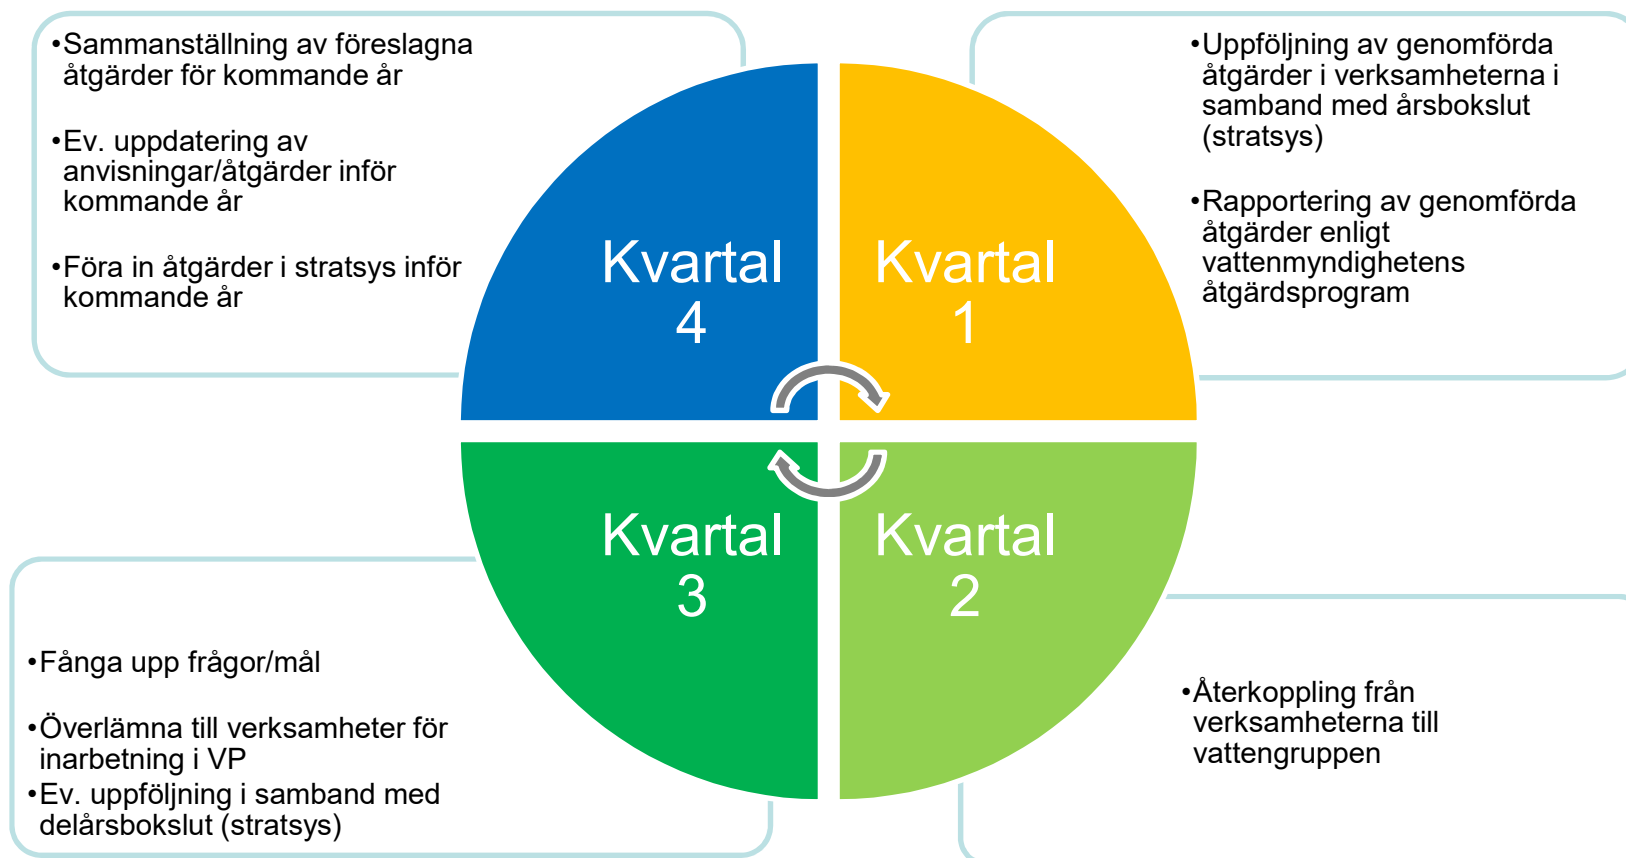 •Sammanställning av föreslagna
åtgärder för kommande år
•Ev. uppdatering av
anvisningar/åtgärder inför
kommande år
•Föra in åtgärder i stratsys inför
kommande år
•Uppföljning av genomförda
åtgärder i verksamheterna i
samband med årsbokslut
(stratsys)
•Rapportering av genomförda
åtgärder enligt
vattenmyndighetens
åtgärdsprogram
Kvartal
4
Kvartal
1
Kvartal
3
Kvartal
2
•Fånga upp frågor/mål
•Överlämna till verksamheter för
inarbetning i VP
•Ev. uppföljning i samband med
delårsbokslut (stratsys)
•Återkoppling från
verksamheterna till
vattengruppen